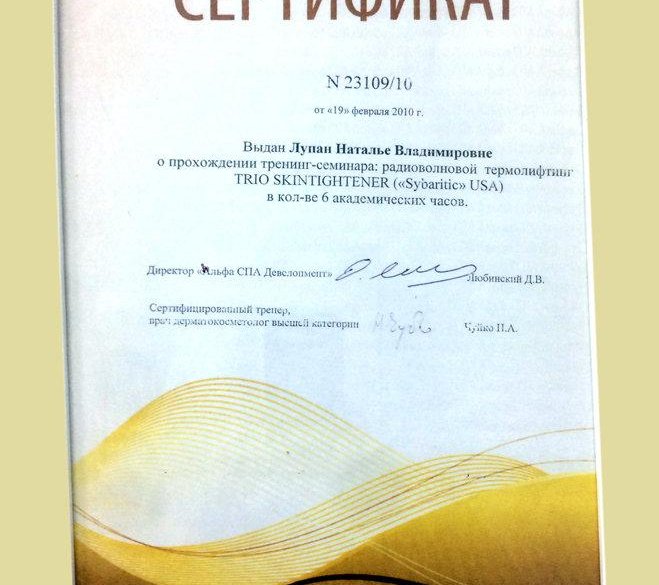 СЕРТИФИКАТ
N 23109/10
от «19» февраля 2010 г.
Выдан Лупан Наталье Владимировне
о прохождении тренинг-семинара: радиоволновой термолифтинг
TRIO SKINTIGHTENER («Sybaritic» USA)
в кол-ве 6 академических часов.
Директор «Альфа СПА Девелопмент» Любинский Д.В.
Сертифицированный тренер,
врач дерматокосметолог высшей категории Чуйко П.А.